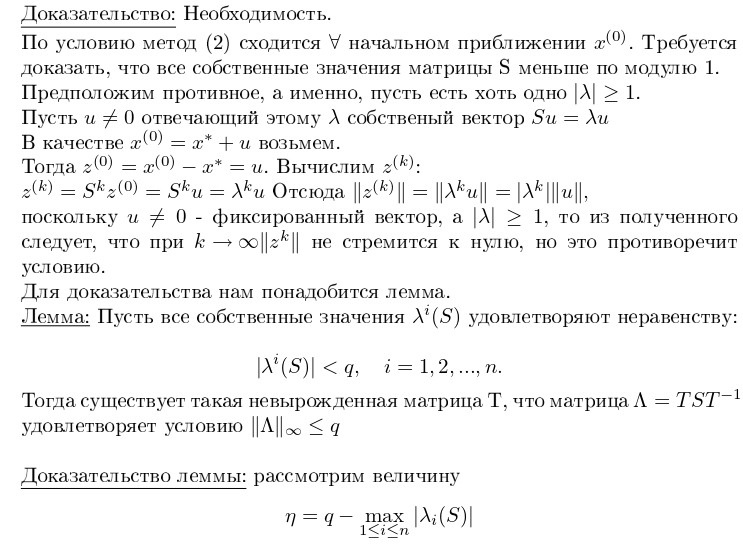 Доказательство: Необходимость.
По условию метод (2) сходится ∀ начальном приближении x^{(0)}. Требуется
доказать, что все собственные значения матрицы S меньше по модулю 1.
Предположим противное, а именно, пусть есть хоть одно |λ| ≥ 1.
Пусть u ≠ 0 отвечающий этому λ собственый вектор Su = λu
В качестве x^{(0)} = x^* + u возьмем.
Тогда z^{(0)} = x^{(0)} − x^* = u. Вычислим z^{(k)}:
z^{(k)} = S^k z^{(0)} = S^k u = λ^k u Отсюда ‖z^{(k)}‖ = ‖λ^k u‖ = |λ^k|‖u‖,
поскольку u ≠ 0 - фиксированный вектор, а |λ| ≥ 1, то из полученного
следует, что при k → ∞‖z^k‖ не стремится к нулю, но это противоречит
условию.
Для доказательства нам понадобится лемма.
Лемма: Пусть все собственные значения λ^i(S) удовлетворяют неравенству:
|λ^i(S)| < q, i = 1, 2, ..., n.
Тогда существует такая невырожденная матрица T, что матрица Λ = TST^{−1}
удовлетворяет условию ‖Λ‖_∞ ≤ q
Доказательство леммы: рассмотрим величину
η = q − max_{1≤i≤n} |λ_i(S)|